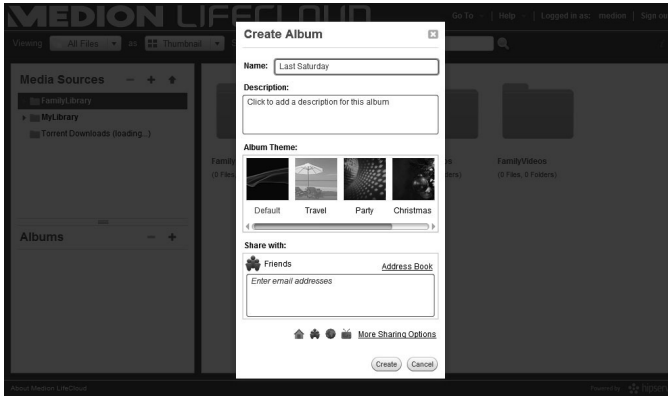 MEDION LIFECLOUD
Go To | Help | Logged in as: medion | Sign ou
Viewing All Files as Thumbnail
Media Sources
FamilyLibrary
MyLibrary
Torrent Downloads (loading...)
Albums
Family
(0 Files,
FamilyVideos
(0 Files, 0 Folders)
Create Album
Name: Last Saturday
Description:
Click to add a description for this album
Album Theme:
Default Travel Party Christmas
Share with:
Friends
Address Book
Enter email addresses
More Sharing Options
Create Cancel
About Medion LifeCloud
Powered by